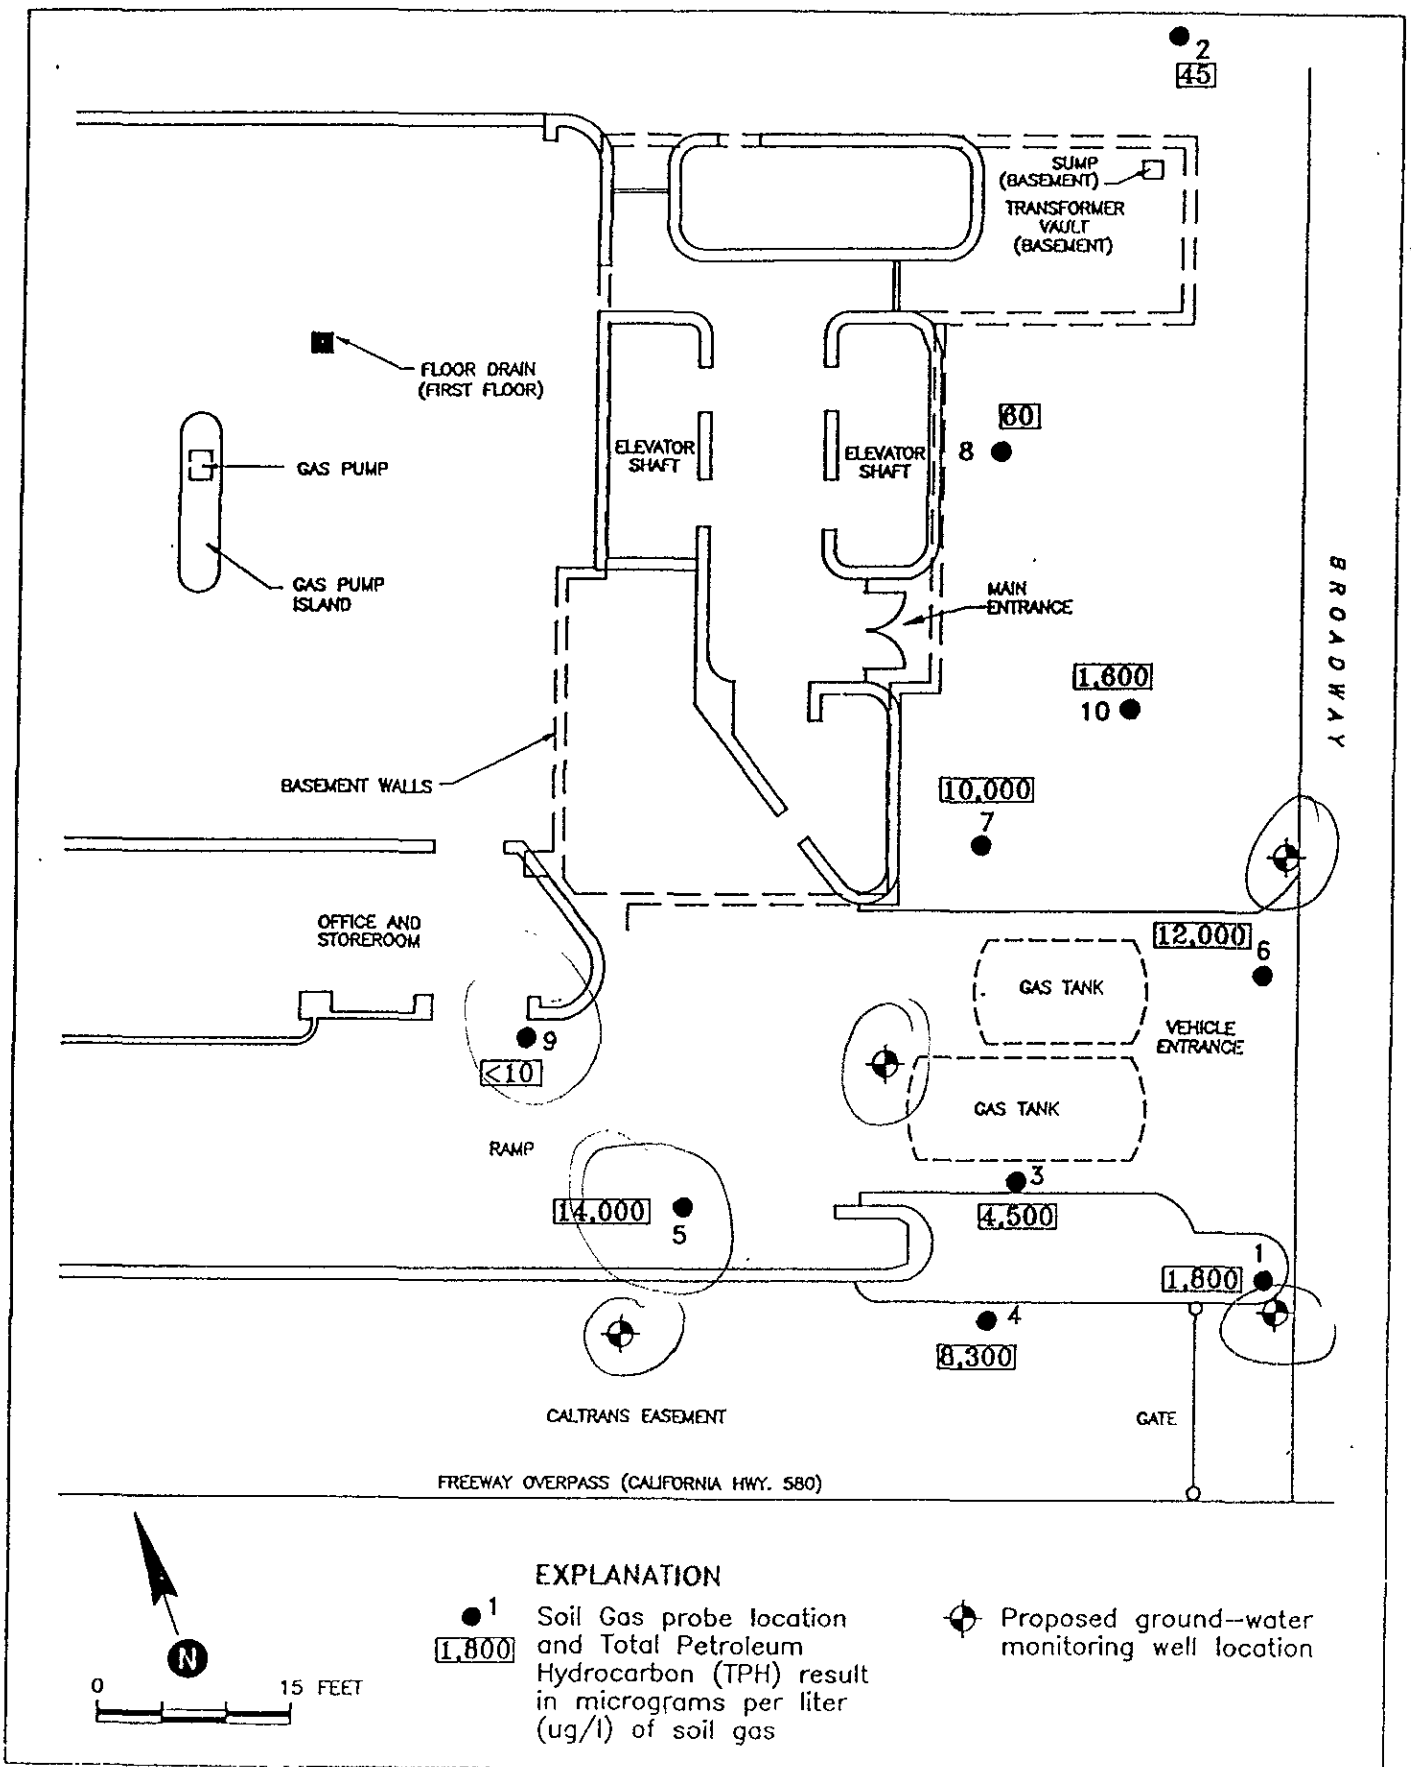 2
45
SUMP
(BASEMENT)
TRANSFORMER
VAULT
(BASEMENT)
FLOOR DRAIN
(FIRST FLOOR)
60
8
ELEVATOR
SHAFT
ELEVATOR
SHAFT
GAS PUMP
GAS PUMP
ISLAND
MAIN
ENTRANCE
BROADWAY
1,600
10
BASEMENT WALLS
10,000
7
OFFICE AND
STOREROOM
12,000
6
GAS TANK
VEHICLE
ENTRANCE
9
<10
GAS TANK
RAMP
3
14,000
5
4,500
1
1,800
4
8,300
CALTRANS EASEMENT
GATE
FREEWAY OVERPASS (CALIFORNIA HWY. 580)
N
0 15 FEET
EXPLANATION
1
1,800
Soil Gas probe location
and Total Petroleum
Hydrocarbon (TPH) result
in micrograms per liter
(ug/l) of soil gas
Proposed ground-water
monitoring well location